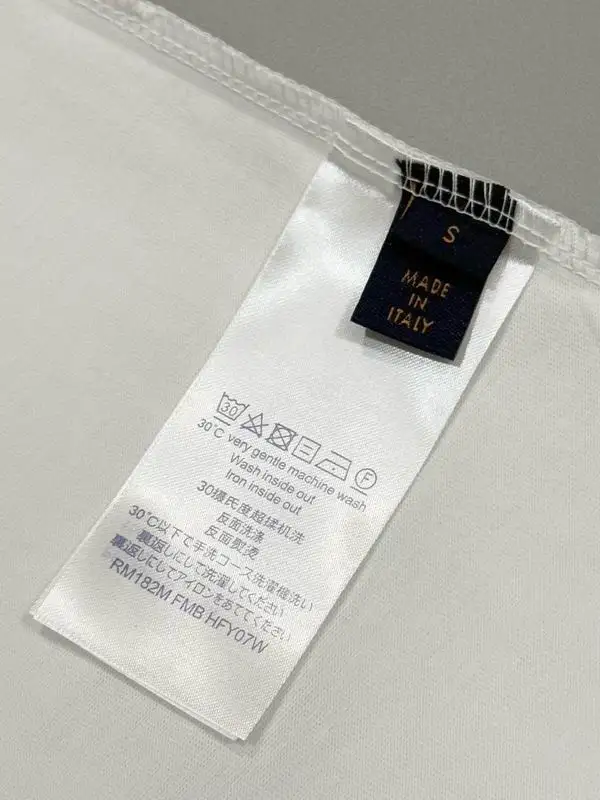 S
MADE
IN
ITALY
30
F
30°C very gentle machine wash
Wash inside out
Iron inside out
30摄氏度超揉机洗
反面洗涤
反面熨烫
30°C以下で手洗コース洗濯機洗い
裏返しにして洗濯してください
裏返しにしてアイロンをあててください
RM182M FMB HFY07W